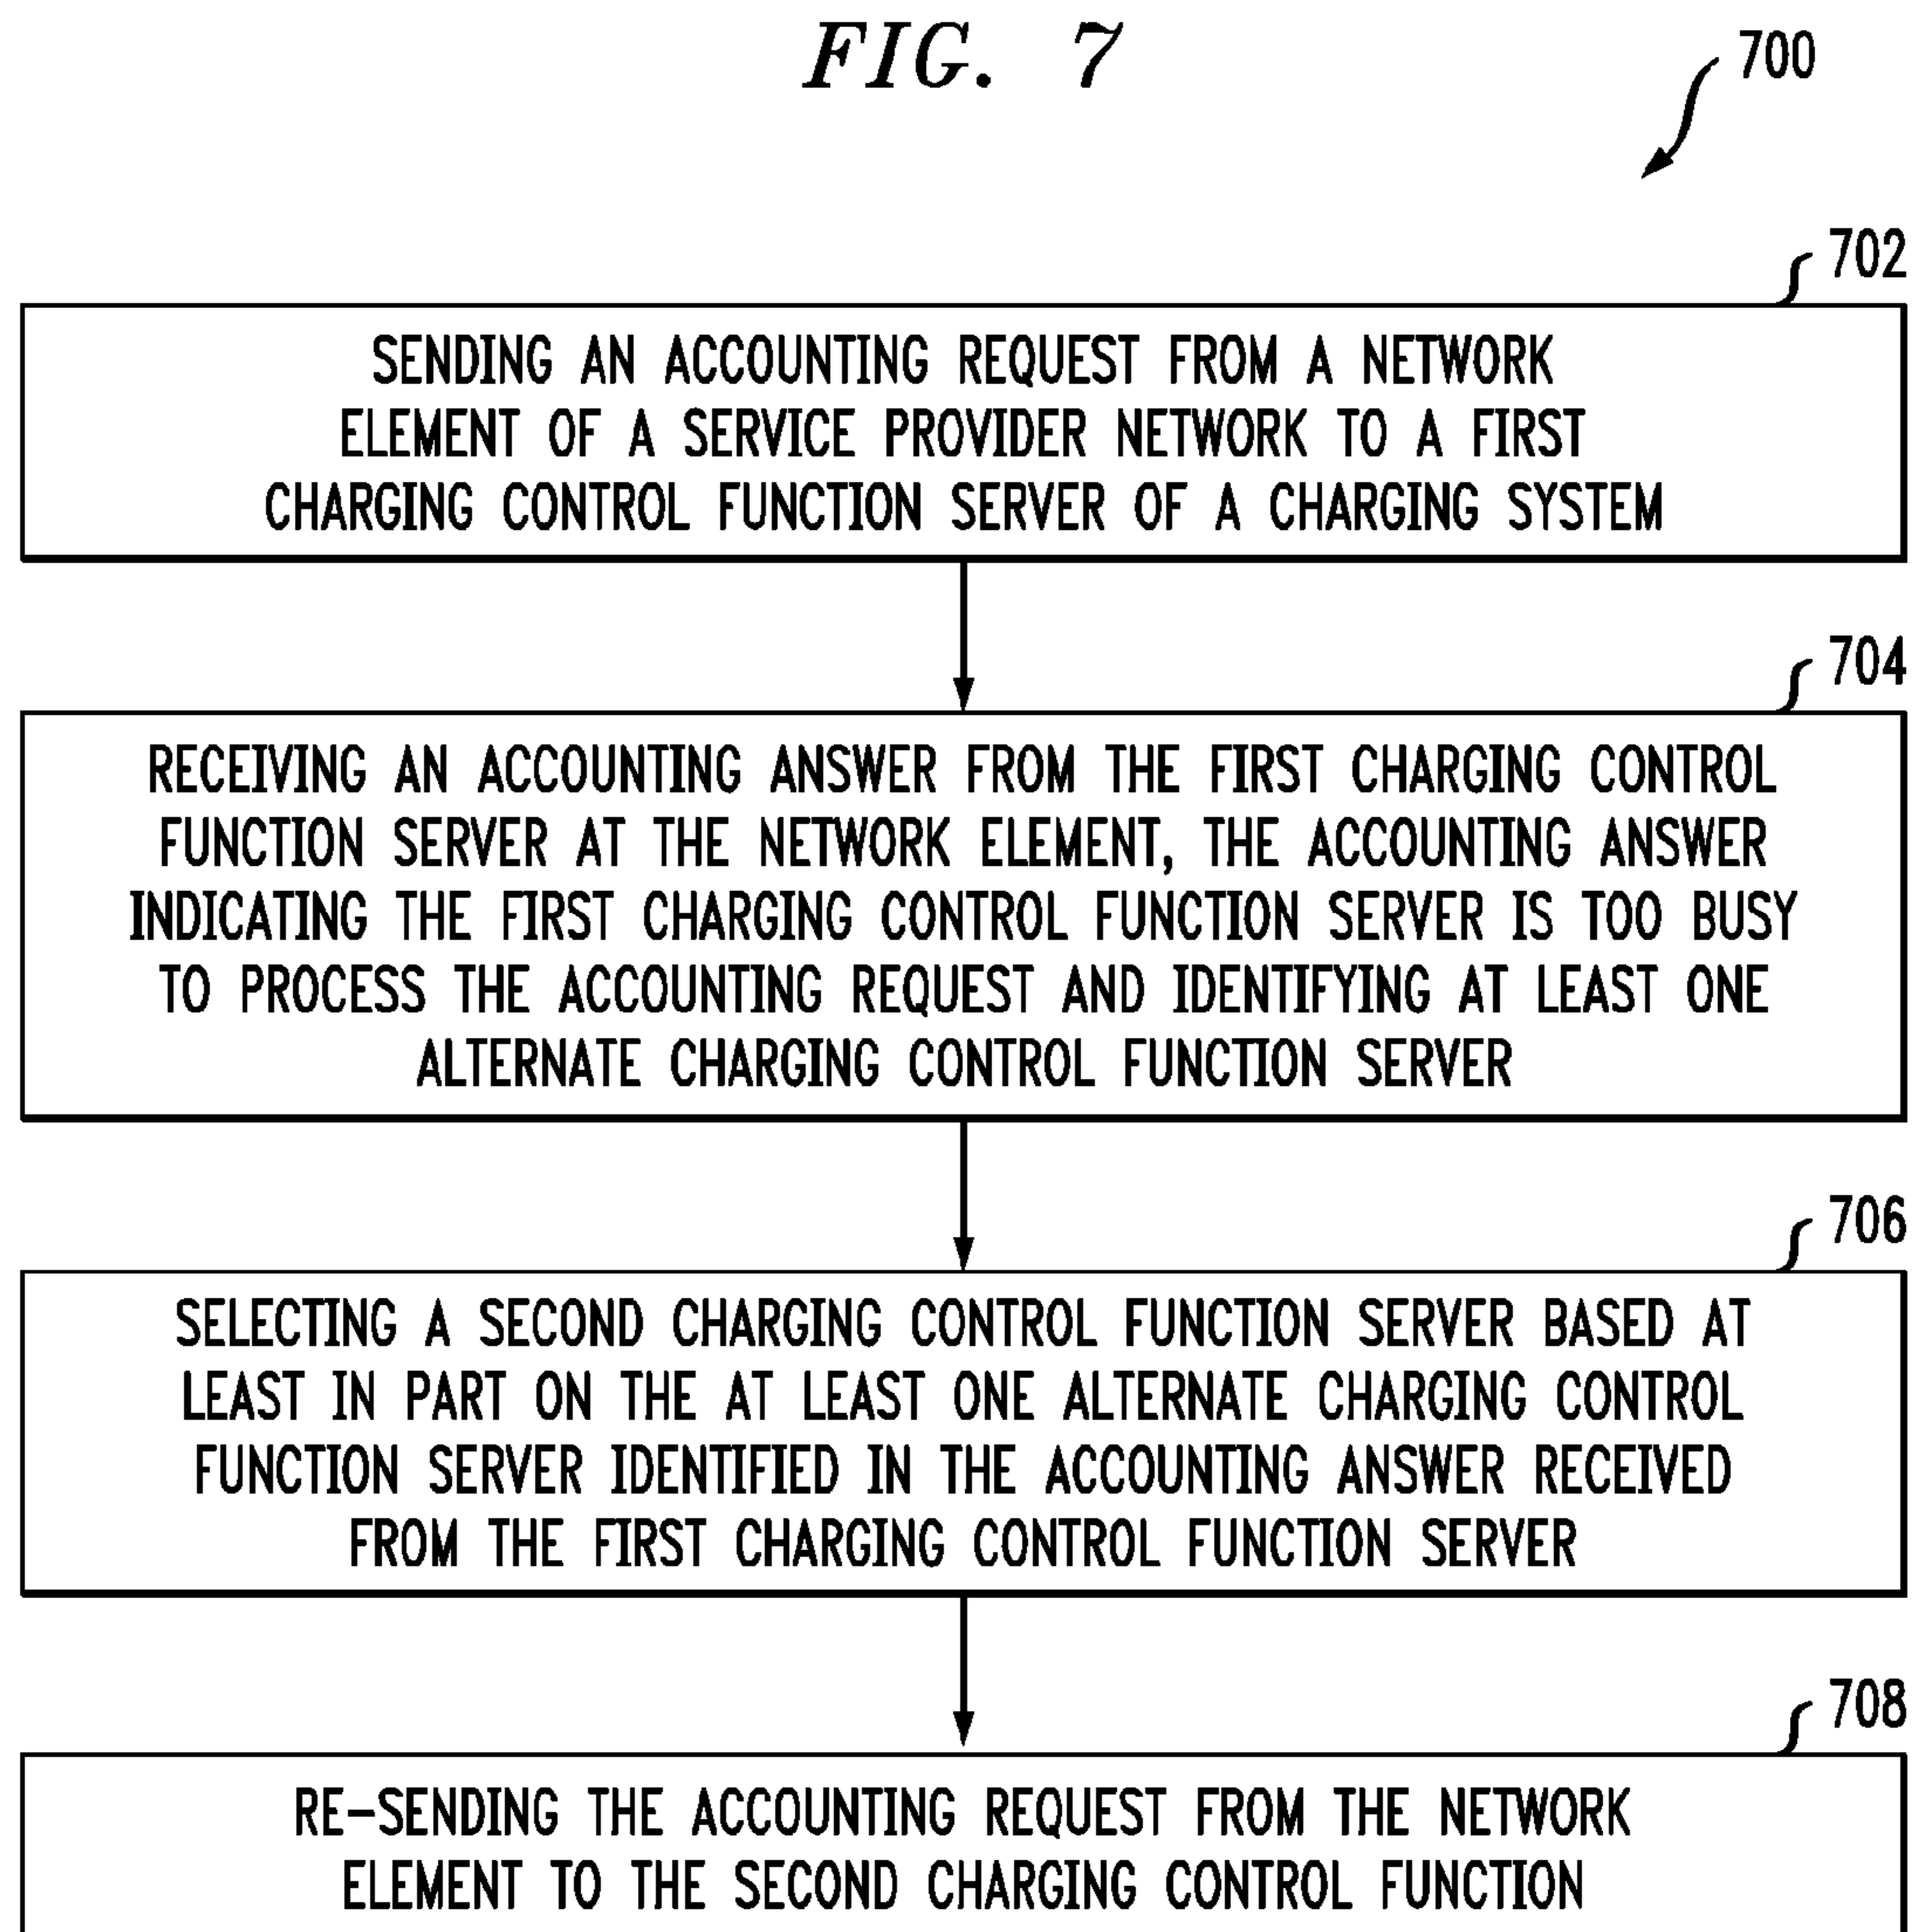 FIG. 7
700
702
SENDING AN ACCOUNTING REQUEST FROM A NETWORK
ELEMENT OF A SERVICE PROVIDER NETWORK TO A FIRST
CHARGING CONTROL FUNCTION SERVER OF A CHARGING SYSTEM
704
RECEIVING AN ACCOUNTING ANSWER FROM THE FIRST CHARGING CONTROL
FUNCTION SERVER AT THE NETWORK ELEMENT, THE ACCOUNTING ANSWER
INDICATING THE FIRST CHARGING CONTROL FUNCTION SERVER IS TOO BUSY
TO PROCESS THE ACCOUNTING REQUEST AND IDENTIFYING AT LEAST ONE
ALTERNATE CHARGING CONTROL FUNCTION SERVER
706
SELECTING A SECOND CHARGING CONTROL FUNCTION SERVER BASED AT
LEAST IN PART ON THE AT LEAST ONE ALTERNATE CHARGING CONTROL
FUNCTION SERVER IDENTIFIED IN THE ACCOUNTING ANSWER RECEIVED
FROM THE FIRST CHARGING CONTROL FUNCTION SERVER
708
RE-SENDING THE ACCOUNTING REQUEST FROM THE NETWORK
ELEMENT TO THE SECOND CHARGING CONTROL FUNCTION